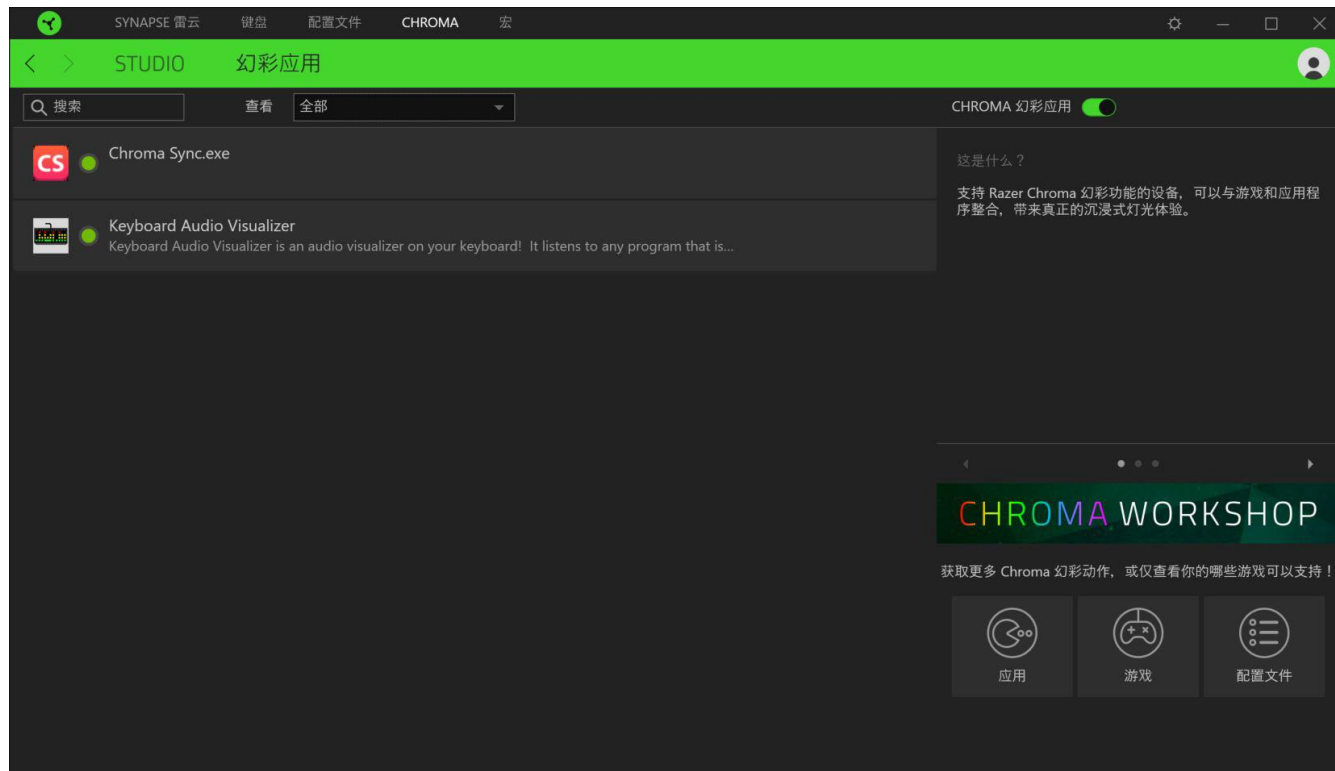 SYNAPSE 雷云 键盘 配置文件 CHROMA 宏
STUDIO 幻彩应用
搜索 查看 全部 CHROMA 幻彩应用
CS Chroma Sync.exe
Keyboard Audio Visualizer
Keyboard Audio Visualizer is an audio visualizer on your keyboard! It listens to any program that is...
这是什么？
支持 Razer Chroma 幻彩功能的设备，可以与游戏和应用程
序整合，带来真正的沉浸式灯光体验。
CHROMA WORKSHOP
获取更多 Chroma 幻彩动作，或仅查看你的哪些游戏可以支持！
应用 游戏 配置文件